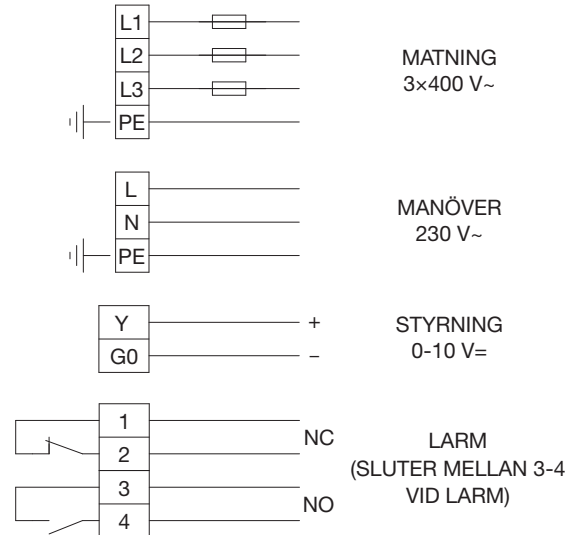 L1
L2
L3
PE
MATNING
3×400 V~
L
N
PE
MANÖVER
230 V~
Y
G0
+
−
STYRNING
0-10 V=
1
2
3
4
NC
NO
LARM
(SLUTER MELLAN 3-4
VID LARM)